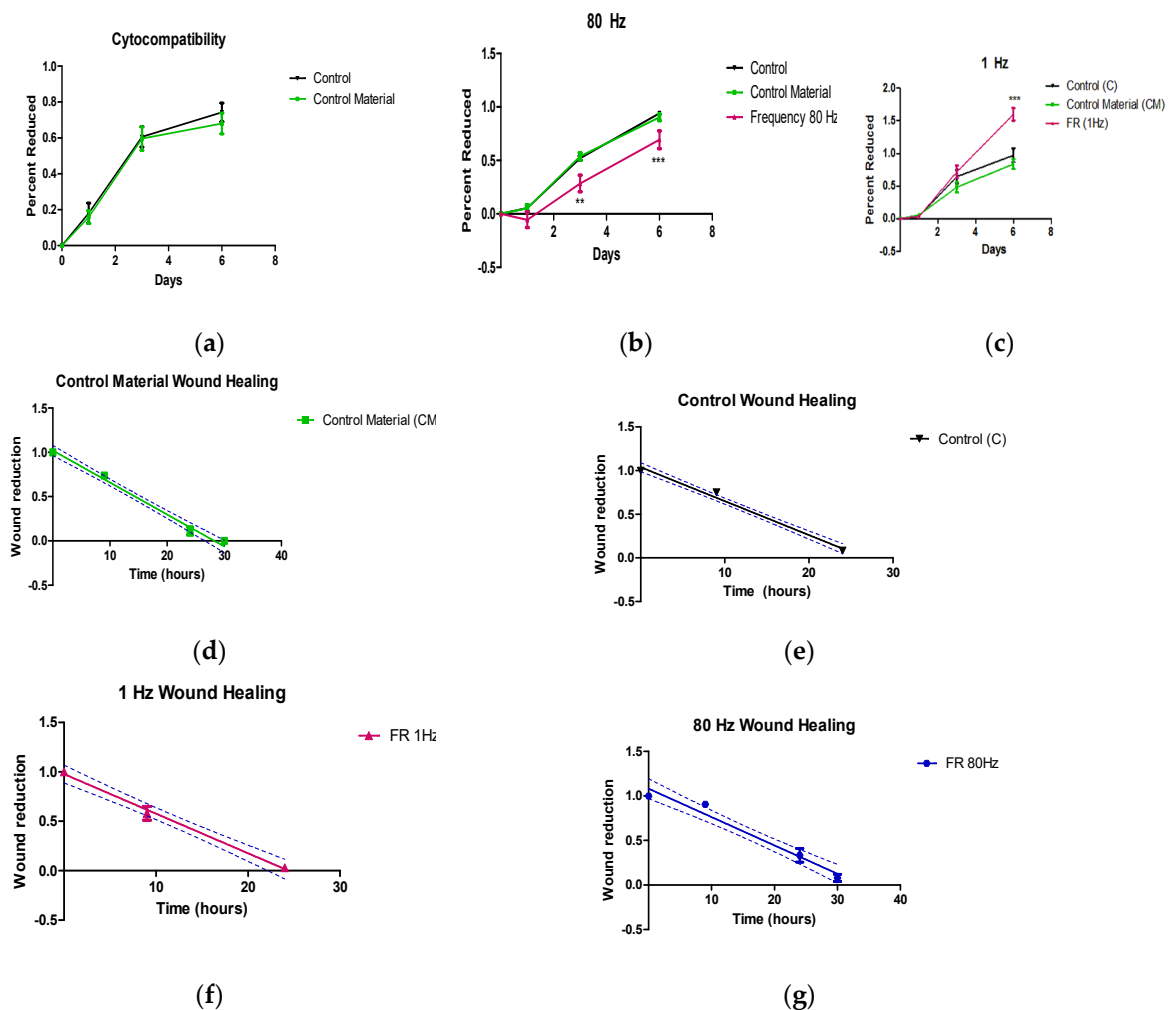 Cytocompatibility
Control
Control Material
Percent Reduced
1.0
0.8
0.6
0.4
0.2
0.0
0 2 4 6 8
Days
(a)
80 Hz
Control
Control Material
Frequency 80 Hz
Percent Reduced
1.5
1.0
0.5
0.0
-0.5
2 4 6 8
**
***
Days
(b)
1 Hz
Control (C)
Control Material (CM)
FR (1Hz)
Percent Reduced
2.0
1.5
1.0
0.5
0.0
-0.5
2 4 6 8
***
Days
(c)
Control Material Wound Healing
Control Material (CM
Wound reduction
1.5
1.0
0.5
0.0
-0.5
10 20 30 40
Time (hours)
(d)
Control Wound Healing
Control (C)
Wound reduction
1.5
1.0
0.5
0.0
-0.5
10 20 30
Time (hours)
(e)
1 Hz Wound Healing
FR 1Hz
Wound reduction
1.5
1.0
0.5
0.0
-0.5
10 20 30
Time (hours)
(f)
80 Hz Wound Healing
FR 80Hz
Wound reduction
1.5
1.0
0.5
0.0
-0.5
10 20 30 40
Time (hours)
(g)